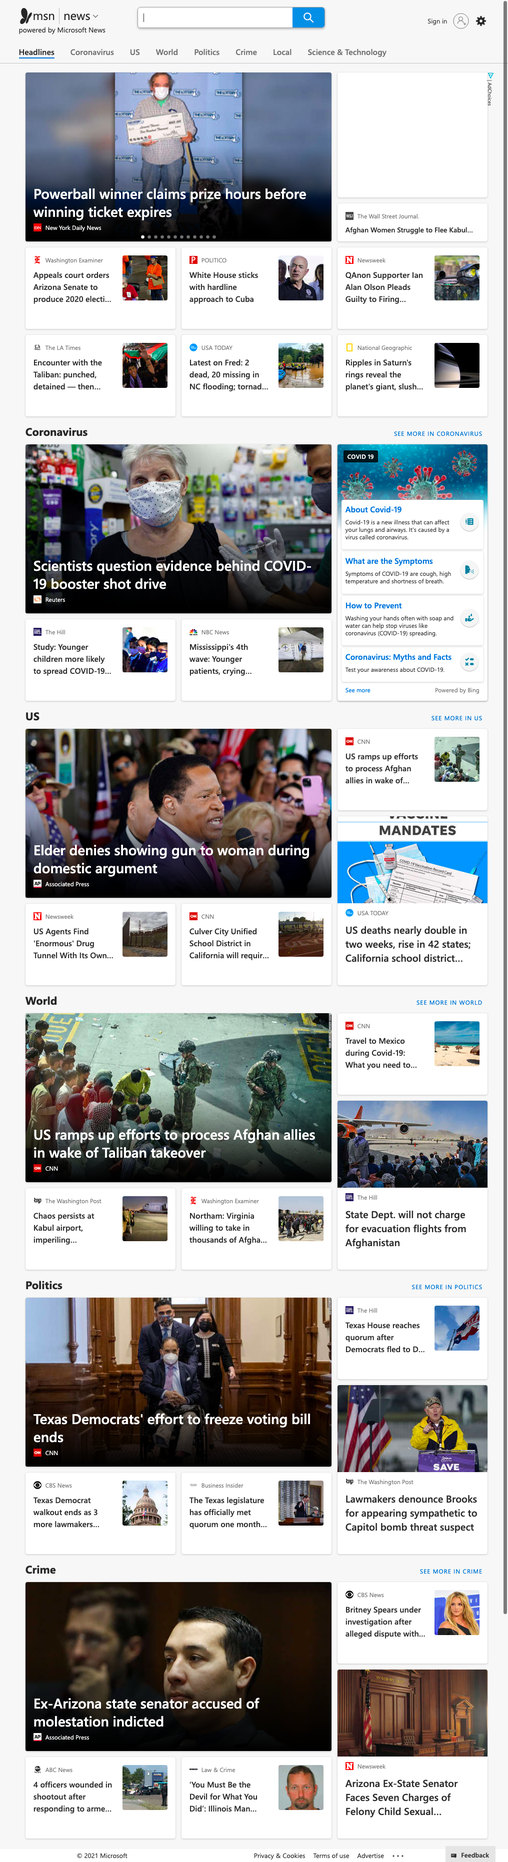 msn news
powered by Microsoft News
Sign in
Headlines Coronavirus US World Politics Crime Local Science & Technology
AdChoices
Powerball winner claims prize hours before
winning ticket expires
New York Daily News
The Wall Street Journal.
Afghan Women Struggle to Flee Kabul...
Washington Examiner
Appeals court orders
Arizona Senate to
produce 2020 electi...
POLITICO
White House sticks
with hardline
approach to Cuba
Newsweek
QAnon Supporter Ian
Alan Olson Pleads
Guilty to Firing...
The LA Times
Encounter with the
Taliban: punched,
detained — then...
USA TODAY
Latest on Fred: 2
dead, 20 missing in
NC flooding; tornad...
National Geographic
Ripples in Saturn's
rings reveal the
planet's giant, slush...
Coronavirus
SEE MORE IN CORONAVIRUS
Scientists question evidence behind COVID-
19 booster shot drive
Reuters
COVID 19
About Covid-19
Covid-19 is a new illness that can affect
your lungs and airways. It's caused by a
virus called coronavirus.
What are the Symptoms
Symptoms of COVID-19 are cough, high
temperature and shortness of breath.
How to Prevent
Washing your hands often with soap and
water can help stop viruses like
coronavirus (COVID-19) spreading.
Coronavirus: Myths and Facts
Test your awareness about COVID-19.
See more
Powered by Bing
The Hill
Study: Younger
children more likely
to spread COVID-19...
NBC News
Mississippi's 4th
wave: Younger
patients, crying...
US
SEE MORE IN US
Elder denies showing gun to woman during
domestic argument
AP Associated Press
CNN
US ramps up efforts
to process Afghan
allies in wake of...
VACCINE
MANDATES
USA TODAY
US deaths nearly double in
two weeks, rise in 42 states;
California school district...
Newsweek
US Agents Find
'Enormous' Drug
Tunnel With Its Own...
CNN
Culver City Unified
School District in
California will requir...
World
SEE MORE IN WORLD
US ramps up efforts to process Afghan allies
in wake of Taliban takeover
CNN
CNN
Travel to Mexico
during Covid-19:
What you need to...
The Hill
State Dept. will not charge
for evacuation flights from
Afghanistan
The Washington Post
Chaos persists at
Kabul airport,
imperiling...
Washington Examiner
Northam: Virginia
willing to take in
thousands of Afgha...
Politics
SEE MORE IN POLITICS
Texas Democrats' effort to freeze voting bill
ends
CNN
The Hill
Texas House reaches
quorum after
Democrats fled to D...
SAVE
The Washington Post
Lawmakers denounce Brooks
for appearing sympathetic to
Capitol bomb threat suspect
CBS News
Texas Democrat
walkout ends as 3
more lawmakers...
Business Insider
The Texas legislature
has officially met
quorum one month...
Crime
SEE MORE IN CRIME
Ex-Arizona state senator accused of
molestation indicted
AP Associated Press
CBS News
Britney Spears under
investigation after
alleged dispute with...
Newsweek
Arizona Ex-State Senator
Faces Seven Charges of
Felony Child Sexual...
ABC News
4 officers wounded in
shootout after
responding to arme...
Law & Crime
'You Must Be the
Devil for What You
Did': Illinois Man...
© 2021 Microsoft
Privacy & Cookies Terms of use Advertise ...
Feedback